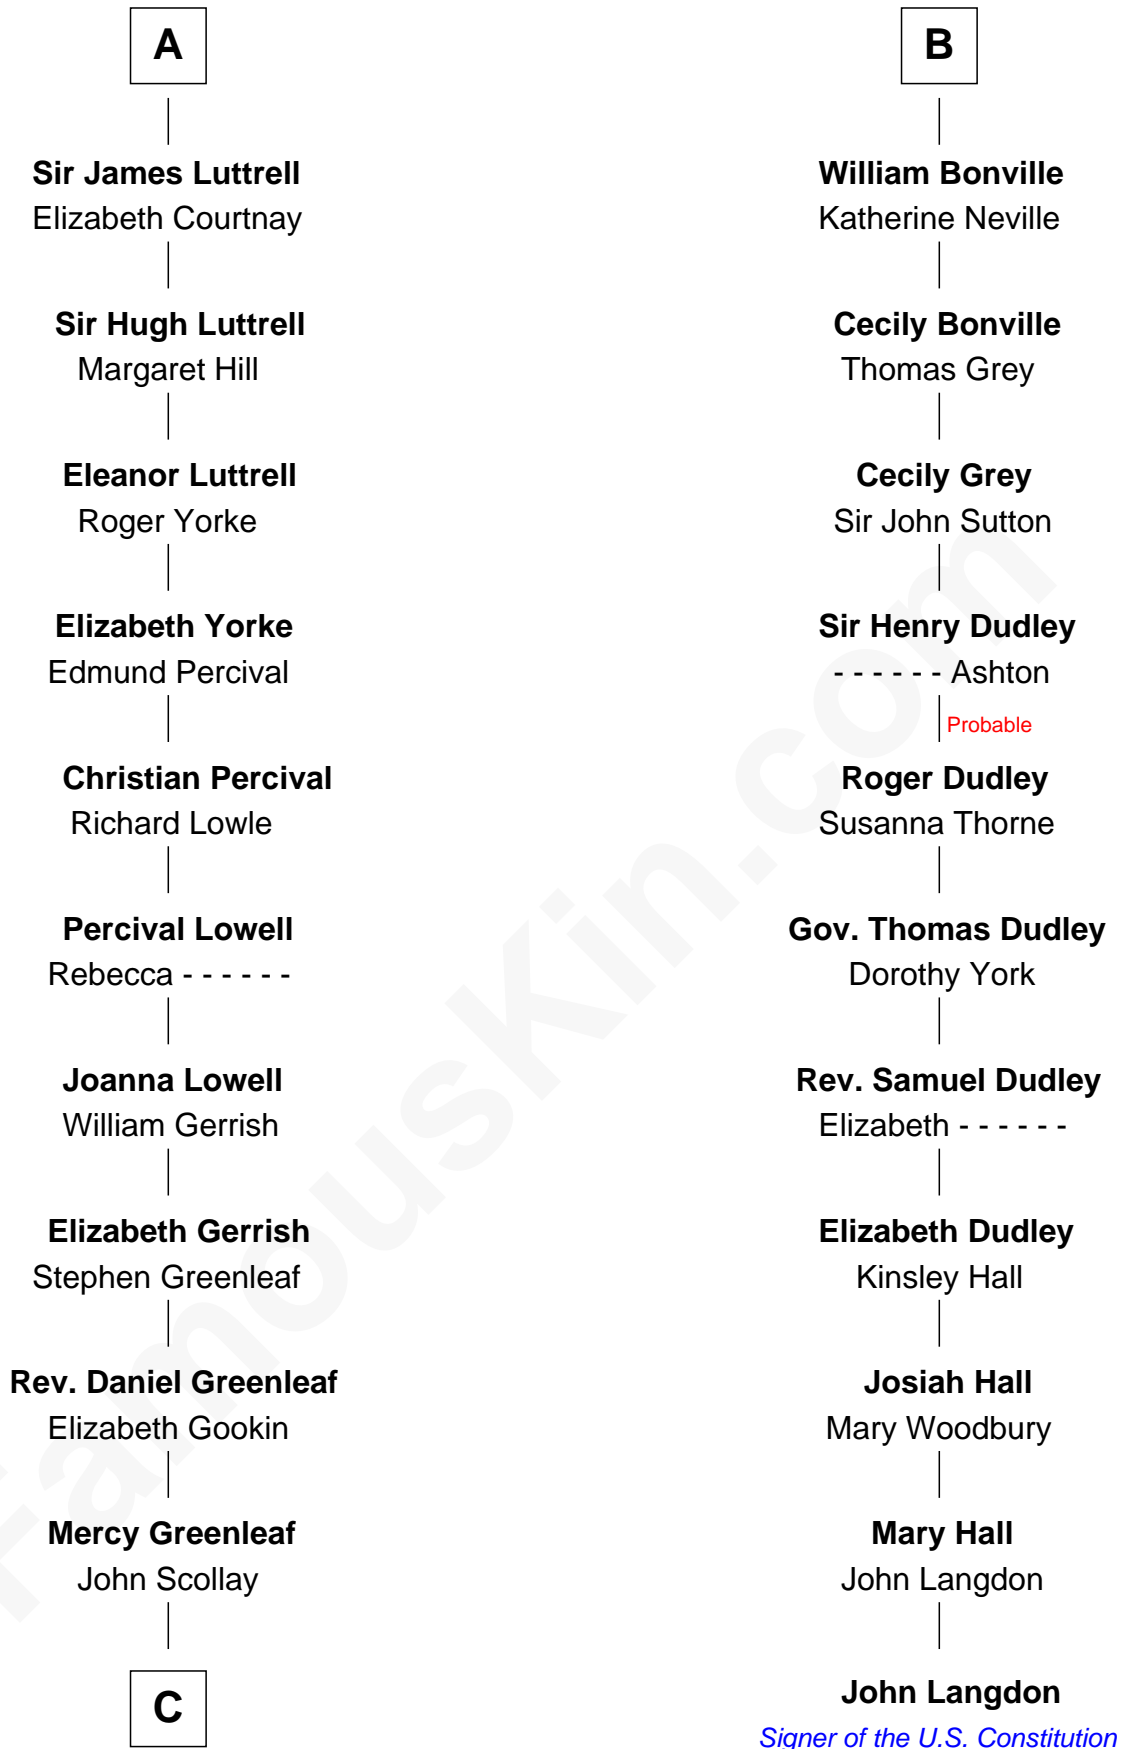 A
Sir James Luttrell
Elizabeth Courtnay
Sir Hugh Luttrell
Margaret Hill
Eleanor Luttrell
Roger Yorke
Elizabeth Yorke
Edmund Percival
Christian Percival
Richard Lowle
Percival Lowell
Rebecca - - - - - -
Joanna Lowell
William Gerrish
Elizabeth Gerrish
Stephen Greenleaf
Rev. Daniel Greenleaf
Elizabeth Gookin
Mercy Greenleaf
John Scollay
C
B
William Bonville
Katherine Neville
Cecily Bonville
Thomas Grey
Cecily Grey
Sir John Sutton
Sir Henry Dudley
- - - - - - Ashton
Probable
Roger Dudley
Susanna Thorne
Gov. Thomas Dudley
Dorothy York
Rev. Samuel Dudley
Elizabeth - - - - - -
Elizabeth Dudley
Kinsley Hall
Josiah Hall
Mary Woodbury
Mary Hall
John Langdon
John Langdon
Signer of the U.S. Constitution
FamousKin.com